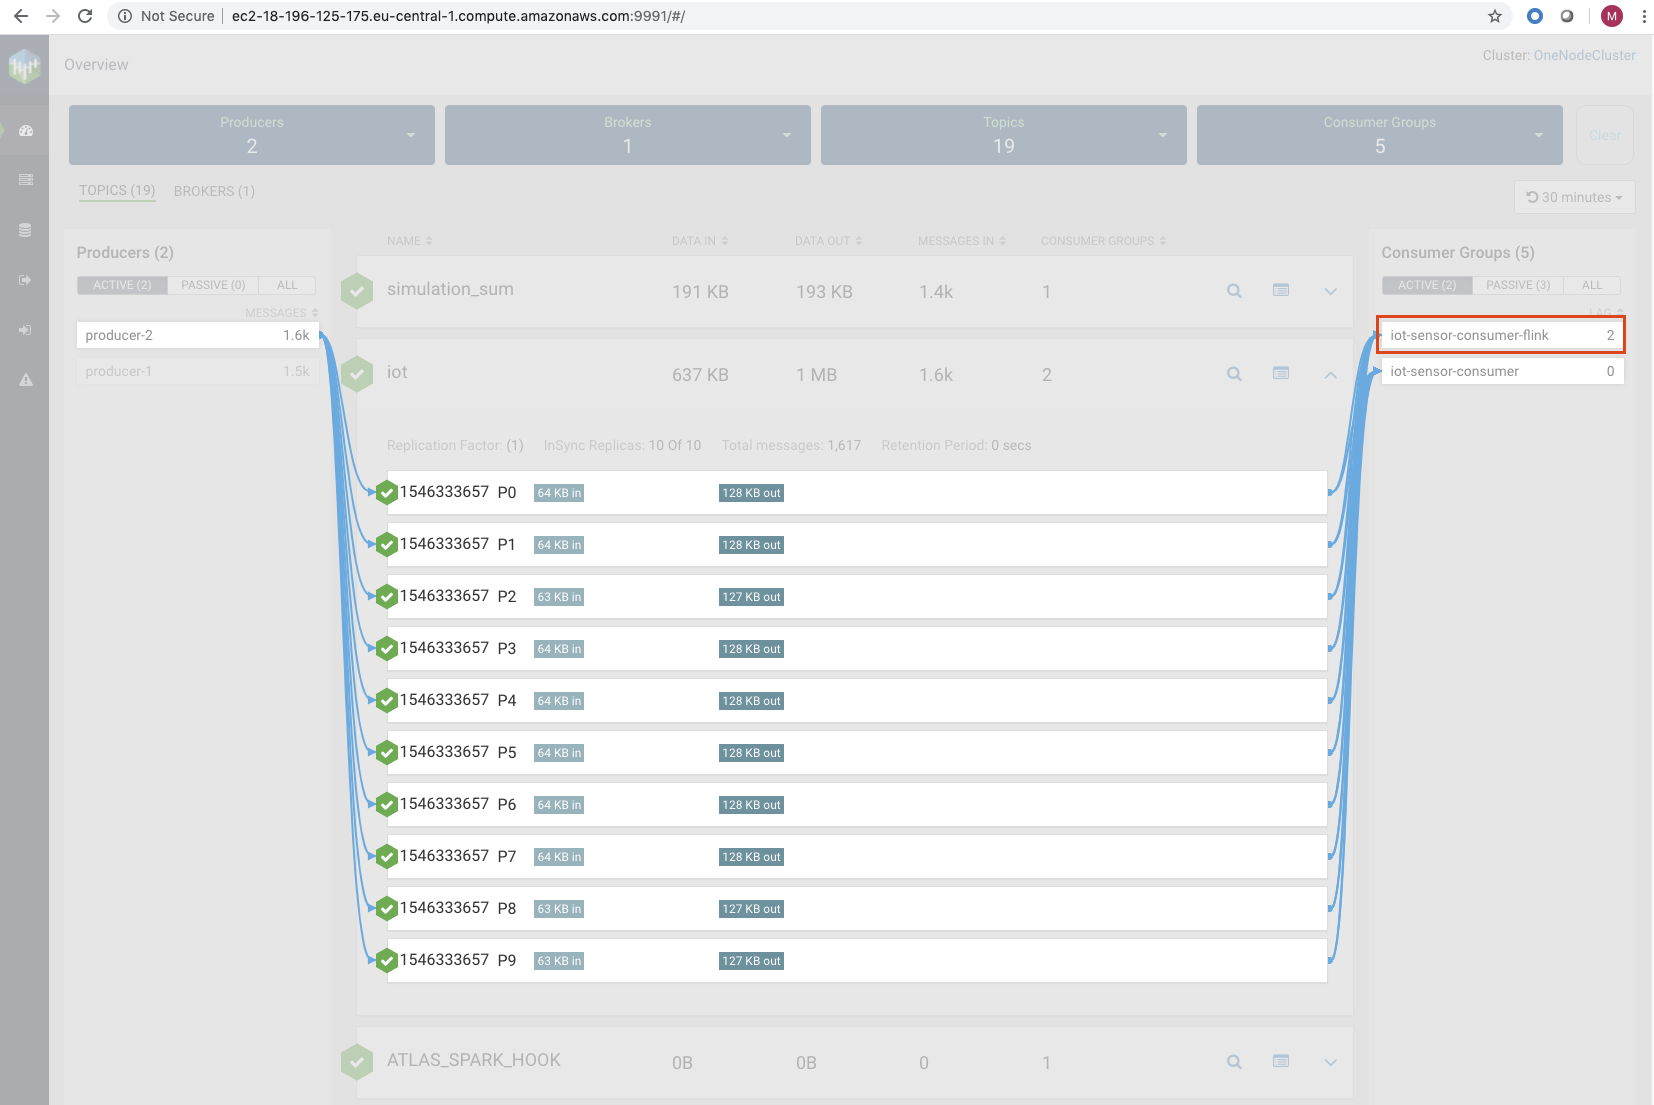 Not Secure ec2-18-196-125-175.eu-central-1.compute.amazonaws.com:9991/#/ M
Overview Cluster: OneNodeCluster
Producers Brokers Topics Consumer Groups Clear
2 1 19 5
TOPICS (19) BROKERS (1) 30 minutes
Producers (2) NAME DATA IN DATA OUT MESSAGES IN CONSUMER GROUPS Consumer Groups (5)
ACTIVE (2) PASSIVE (0) ALL simulation_sum 191 KB 193 KB 1.4k 1 ACTIVE (2) PASSIVE (3) ALL
MESSAGES LAG
producer-2 1.6k iot-sensor-consumer-flink 2
producer-1 1.5k iot 637 KB 1 MB 1.6k 2 iot-sensor-consumer 0
Replication Factor: (1) InSync Replicas: 10 Of 10 Total messages: 1,617 Retention Period: 0 secs
1546333657 P0 64 KB in 128 KB out
1546333657 P1 64 KB in 128 KB out
1546333657 P2 63 KB in 127 KB out
1546333657 P3 64 KB in 128 KB out
1546333657 P4 64 KB in 128 KB out
1546333657 P5 64 KB in 128 KB out
1546333657 P6 64 KB in 128 KB out
1546333657 P7 64 KB in 128 KB out
1546333657 P8 63 KB in 127 KB out
1546333657 P9 63 KB in 127 KB out
ATLAS_SPARK_HOOK 0B 0B 0 1